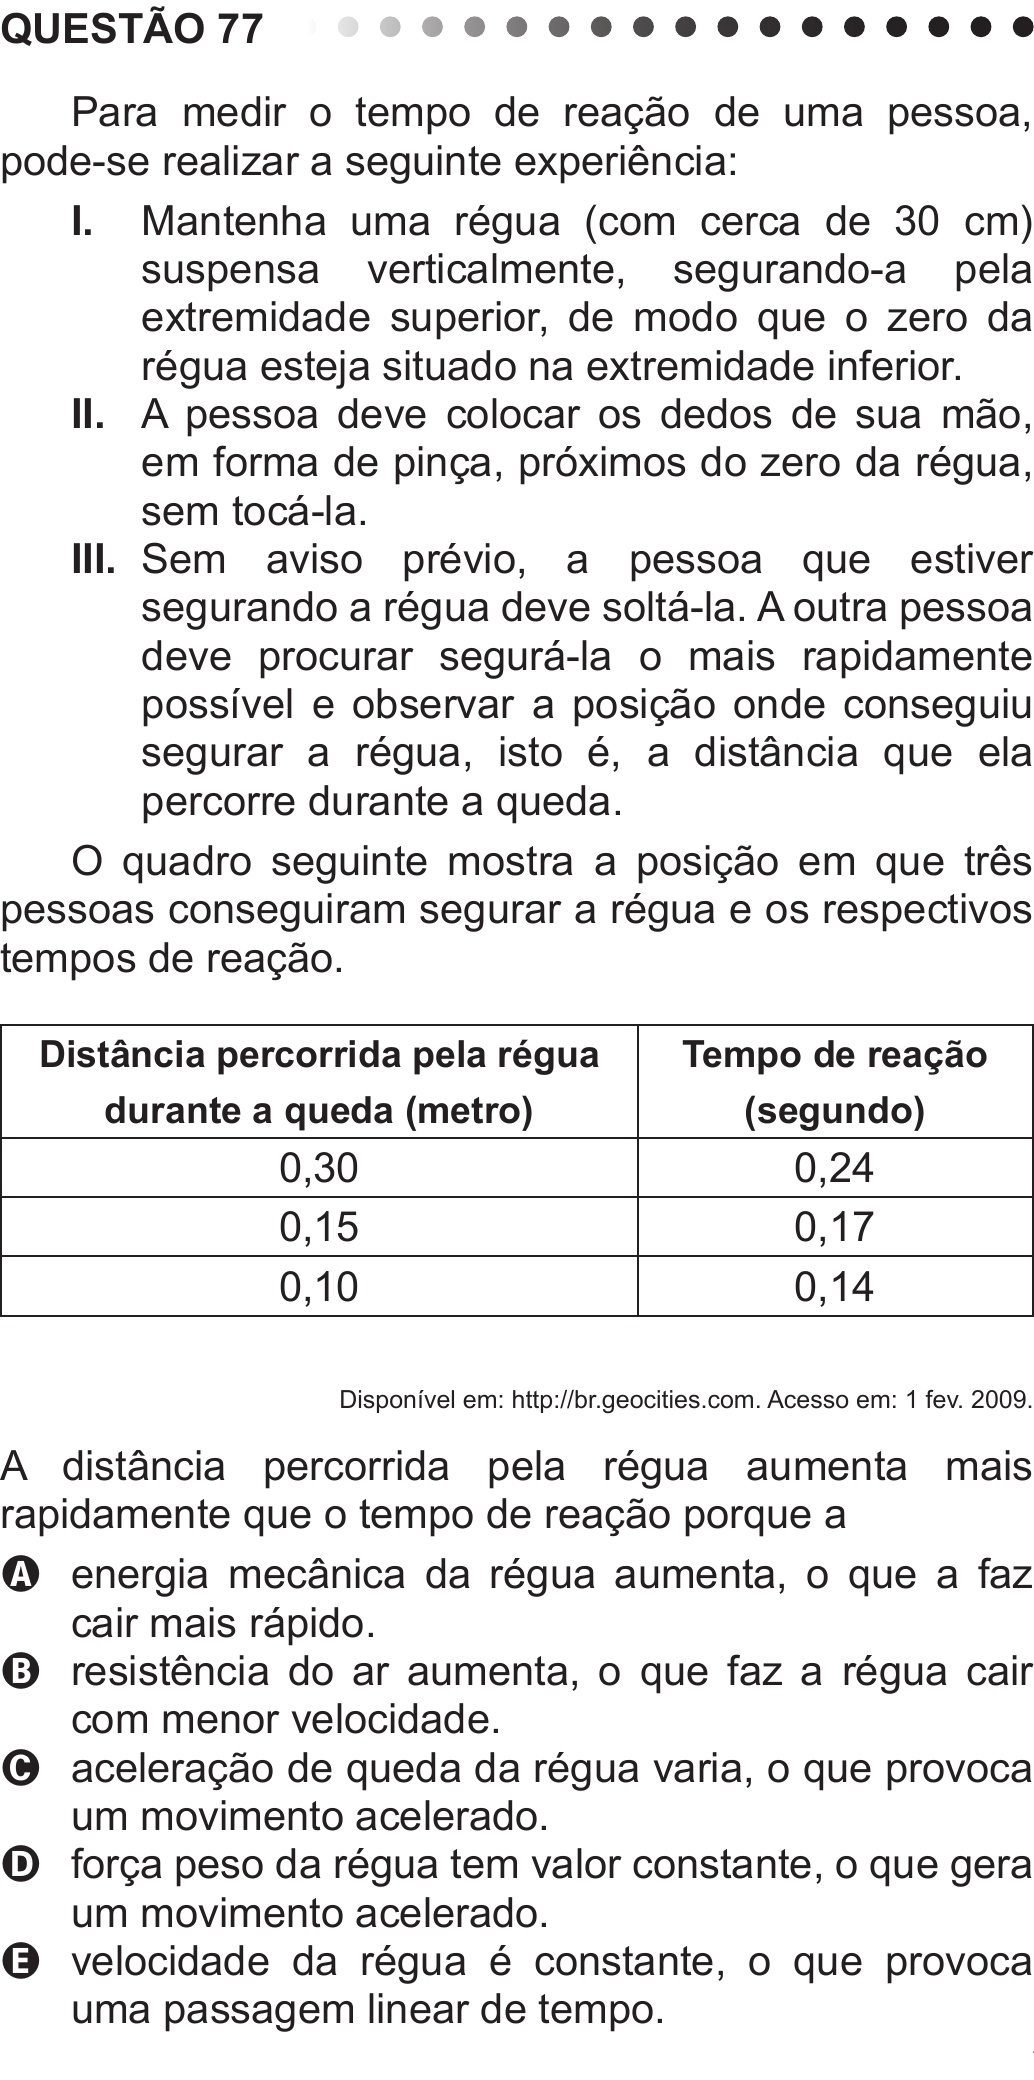 QUESTÃO 77
Para medir o tempo de reação de uma pessoa,
pode-se realizar a seguinte experiência:
I. Mantenha uma régua (com cerca de 30 cm)
suspensa verticalmente, segurando-a pela
extremidade superior, de modo que o zero da
régua esteja situado na extremidade inferior.
II. A pessoa deve colocar os dedos de sua mão,
em forma de pinça, próximos do zero da régua,
sem tocá-la.
III. Sem aviso prévio, a pessoa que estiver
segurando a régua deve soltá-la. A outra pessoa
deve procurar segurá-la o mais rapidamente
possível e observar a posição onde conseguiu
segurar a régua, isto é, a distância que ela
percorre durante a queda.
O quadro seguinte mostra a posição em que três
pessoas conseguiram segurar a régua e os respectivos
tempos de reação.
Distância percorrida pela régua
durante a queda (metro)
Tempo de reação
(segundo)
0,30 0,24
0,15 0,17
0,10 0,14
Disponível em: http://br.geocities.com. Acesso em: 1 fev. 2009.
A distância percorrida pela régua aumenta mais
rapidamente que o tempo de reação porque a
A energia mecânica da régua aumenta, o que a faz
cair mais rápido.
B resistência do ar aumenta, o que faz a régua cair
com menor velocidade.
C aceleração de queda da régua varia, o que provoca
um movimento acelerado.
D força peso da régua tem valor constante, o que gera
um movimento acelerado.
E velocidade da régua é constante, o que provoca
uma passagem linear de tempo.